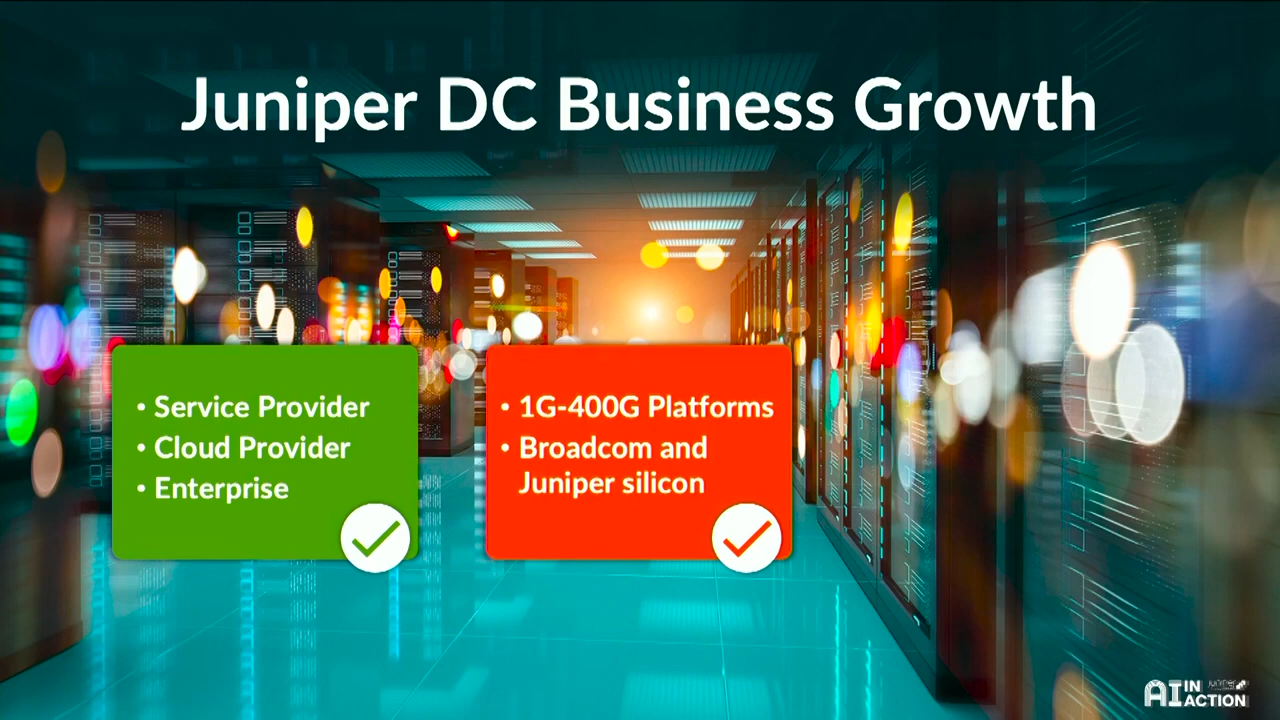 Juniper DC Business Growth
• Service Provider
• Cloud Provider
• Enterprise
• 1G-400G Platforms
• Broadcom and
Juniper silicon
AI IN ACTION
juniper